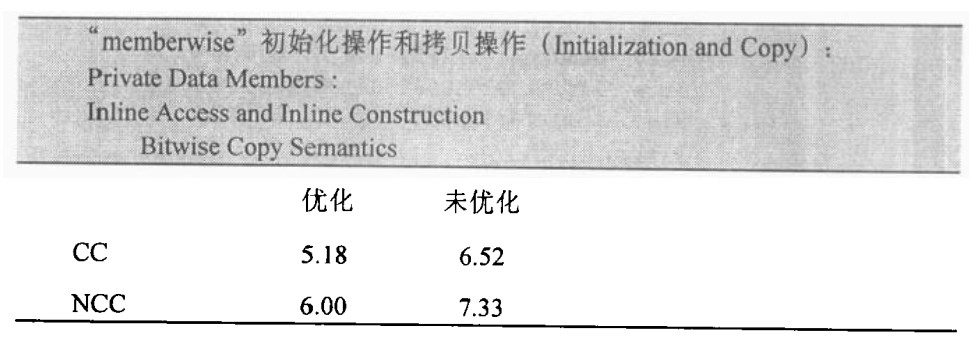 “memberwise”初始化操作和拷贝操作（Initialization and Copy）：
Private Data Members :
Inline Access and Inline Construction
Bitwise Copy Semantics
优化 未优化
CC 5.18 6.52
NCC 6.00 7.33